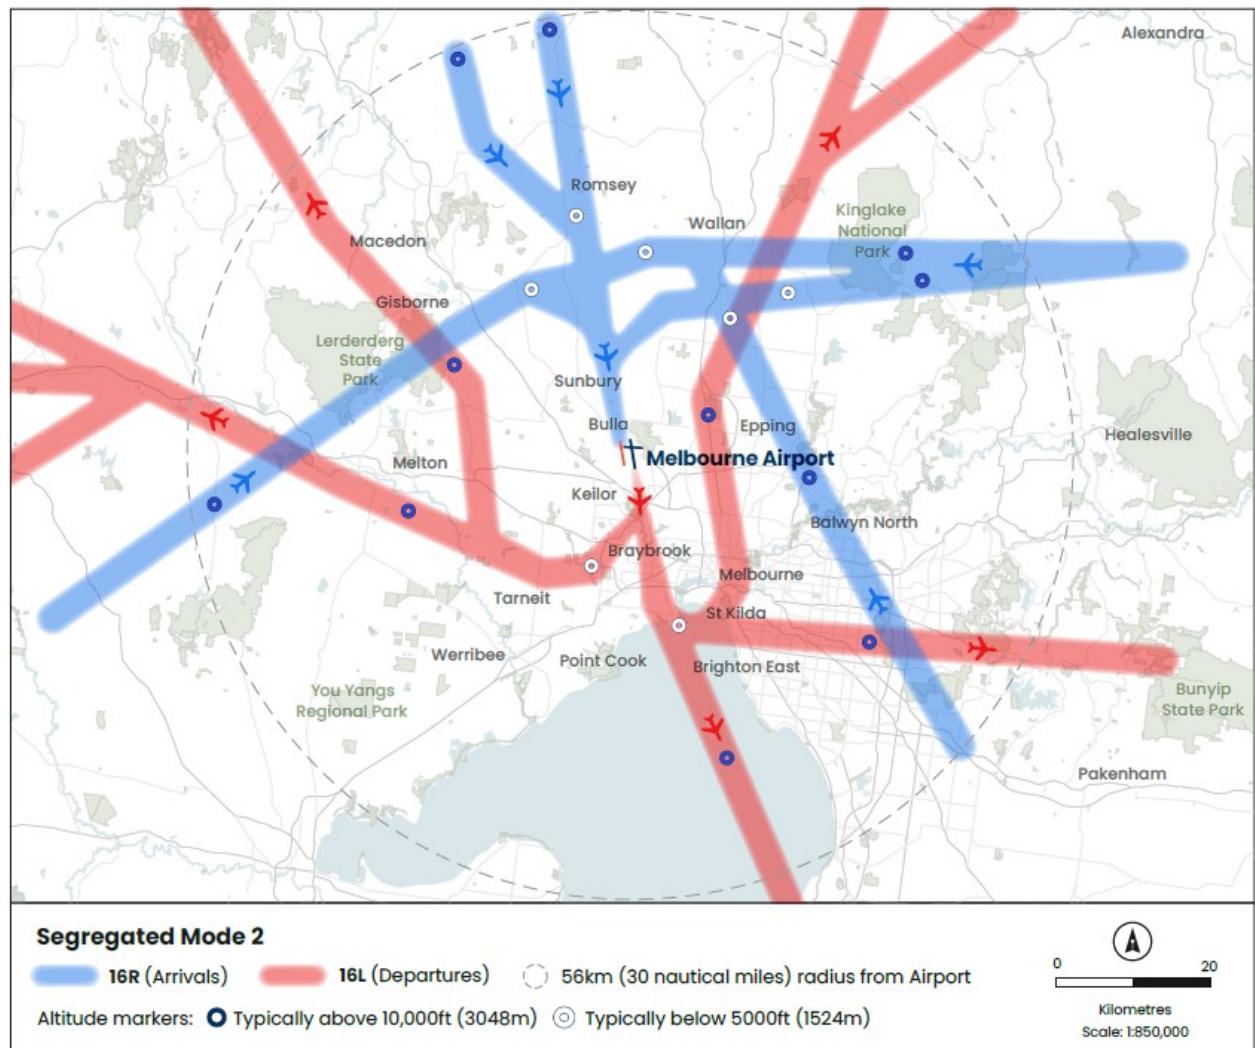 Alexandra
Romsey
Kinglake
National
Park
Wallan
Macedon
Gisborne
Lerderderg
State
Park
Sunbury
Bulla
Epping
Healesville
Melbourne Airport
Melton
Keilor
Balwyn North
Braybrook
Melbourne
Tarneit
St Kilda
Werribee
Point Cook
Brighton East
You Yangs
Regional Park
Bunyip
State Park
Pakenham
Segregated Mode 2
16R (Arrivals)
16L (Departures)
56km (30 nautical miles) radius from Airport
Altitude markers:
Typically above 10,000ft (3048m)
Typically below 5000ft (1524m)
0 20
Kilometres
Scale: 1:850,000